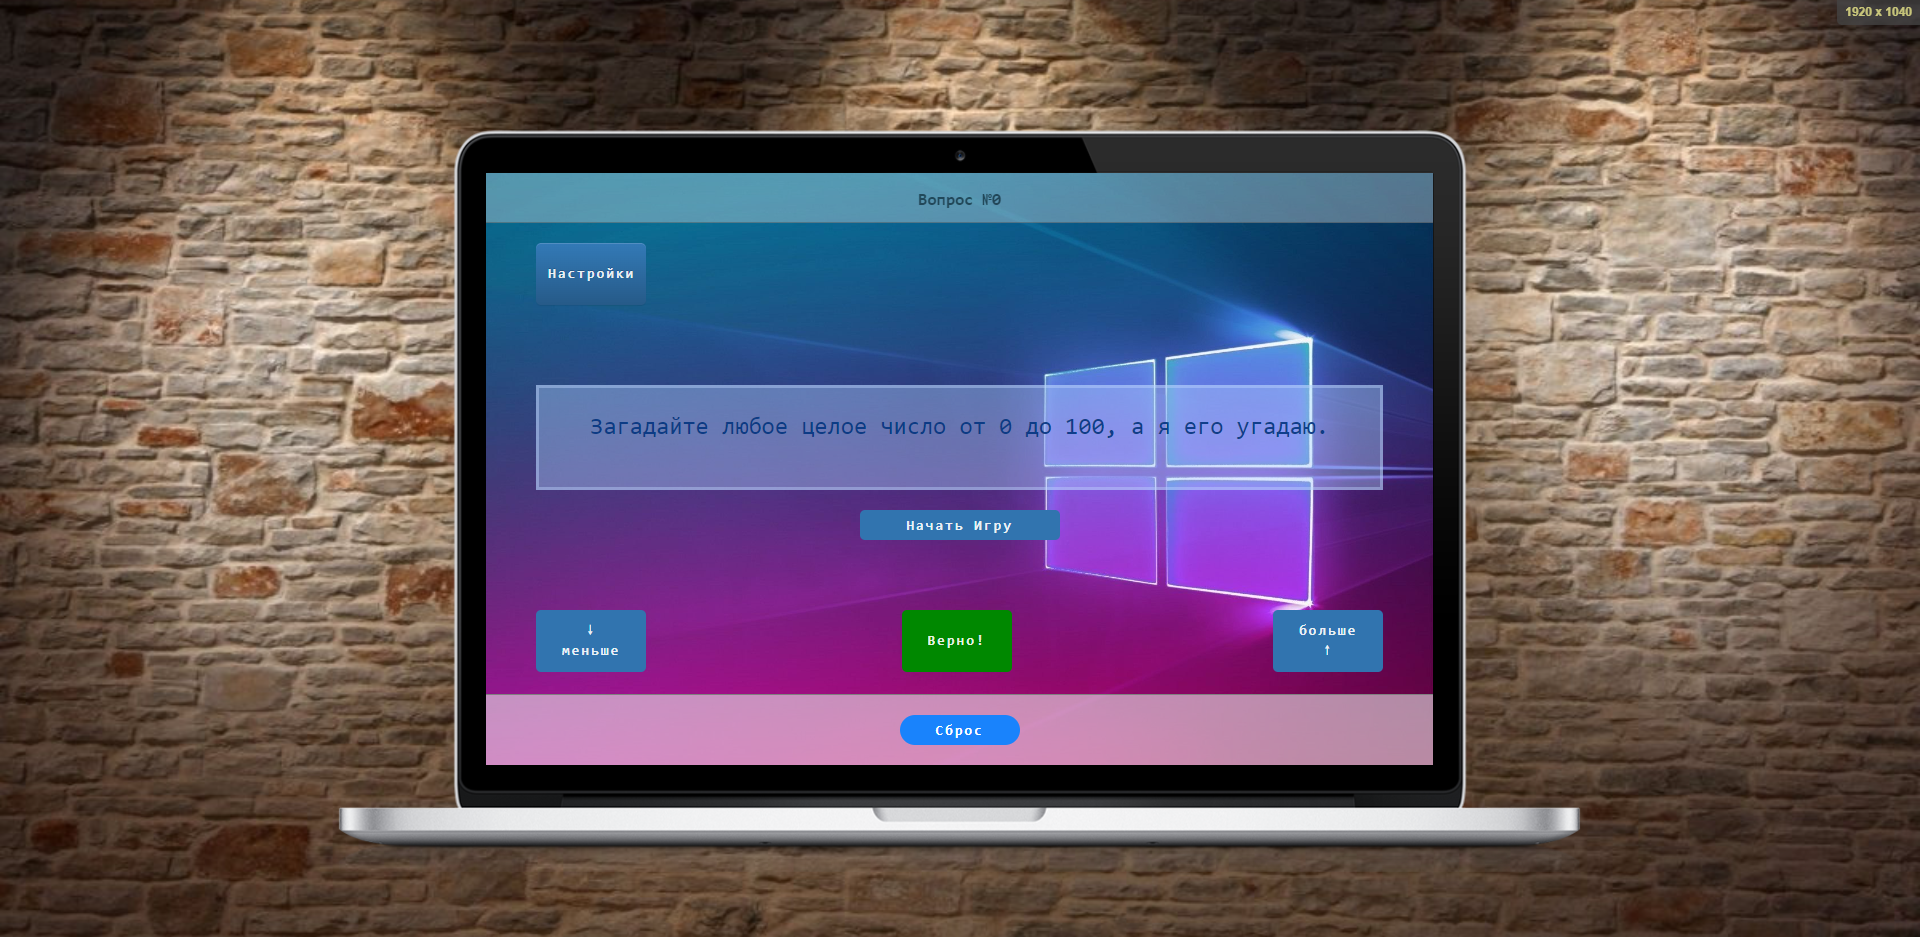 1920 x 1040
Вопрос №0
Настройки
Загадайте любое целое число от 0 до 100, а я его угадаю.
Начать Игру
↓
меньше
Верно!
больше
↑
Сброс